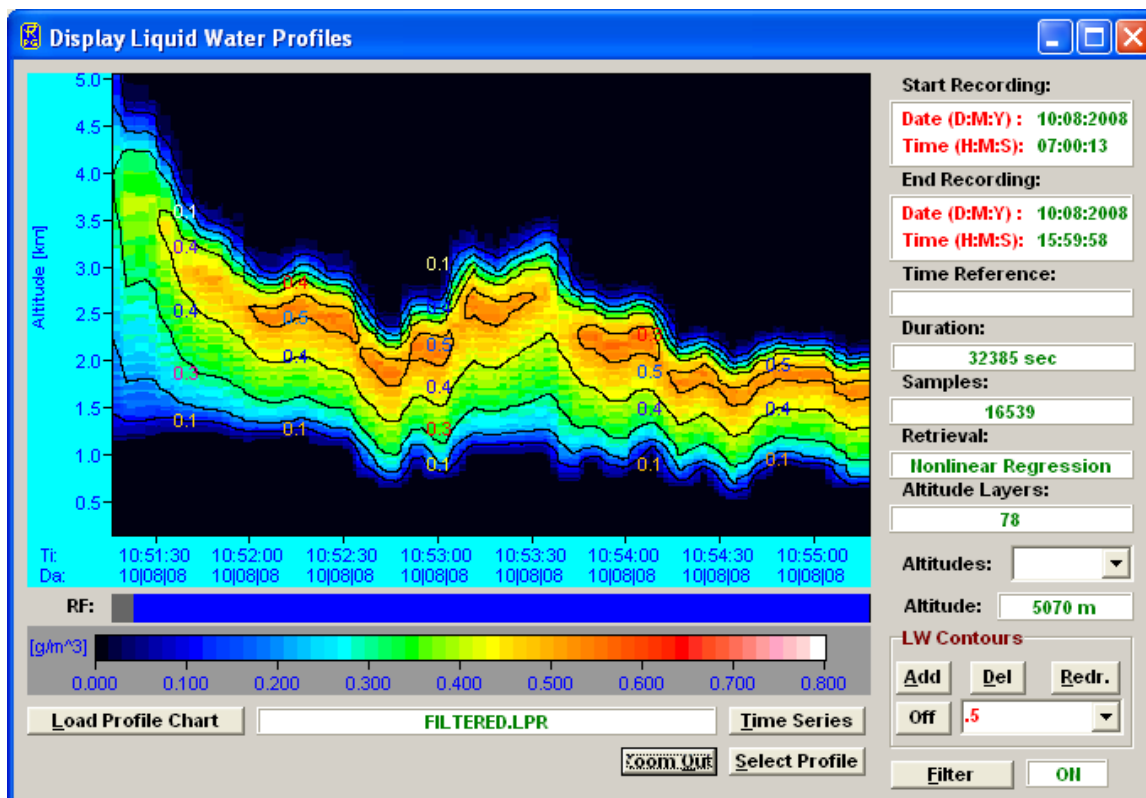 Display Liquid Water Profiles
Start Recording:
Date (D:M:Y) : 10:08:2008
Time (H:M:S): 07:00:13
End Recording:
Date (D:M:Y) : 10:08:2008
Time (H:M:S): 15:59:58
Time Reference:
Duration:
32385 sec
Samples:
16539
Retrieval:
Nonlinear Regression
Altitude Layers:
78
Altitudes:
Altitude: 5070 m
LW Contours
Add Del Redr.
Off .5
Filter ON
Altitude [km]
5.0
4.5
4.0
3.5
3.0
2.5
2.0
1.5
1.0
0.5
0.1
0.4
0.4
0.3
0.1
0.4
0.5
0.4
0.1
0.1
0.5
0.4
0.3
0.1
0.5
0.4
0.1
0.5
0.4
0.1
Ti: 10:51:30 10:52:00 10:52:30 10:53:00 10:53:30 10:54:00 10:54:30 10:55:00
Da: 10|08|08 10|08|08 10|08|08 10|08|08 10|08|08 10|08|08 10|08|08 10|08|08
RF:
[g/m^3]
0.000 0.100 0.200 0.300 0.400 0.500 0.600 0.700 0.800
Load Profile Chart FILTERED.LPR Time Series
Zoom Out Select Profile